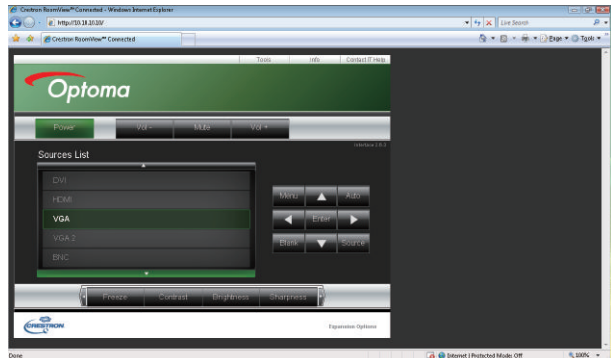 Crestron RoomView™ Connected - Windows Internet Explorer
http://10.10.10.20/
Live Search
Crestron RoomView™ Connected
Page
Tools
Tools Info Contact IT Help
Optoma
Power Vol - Mute Vol +
Sources List
DVI
HDMI
VGA
VGA 2
BNC
Menu Auto
Enter
Blank Source
Freeze Contrast Brightness Sharpness
CRESTRON
Expansion Options
Done
Internet | Protected Mode: Off
100%